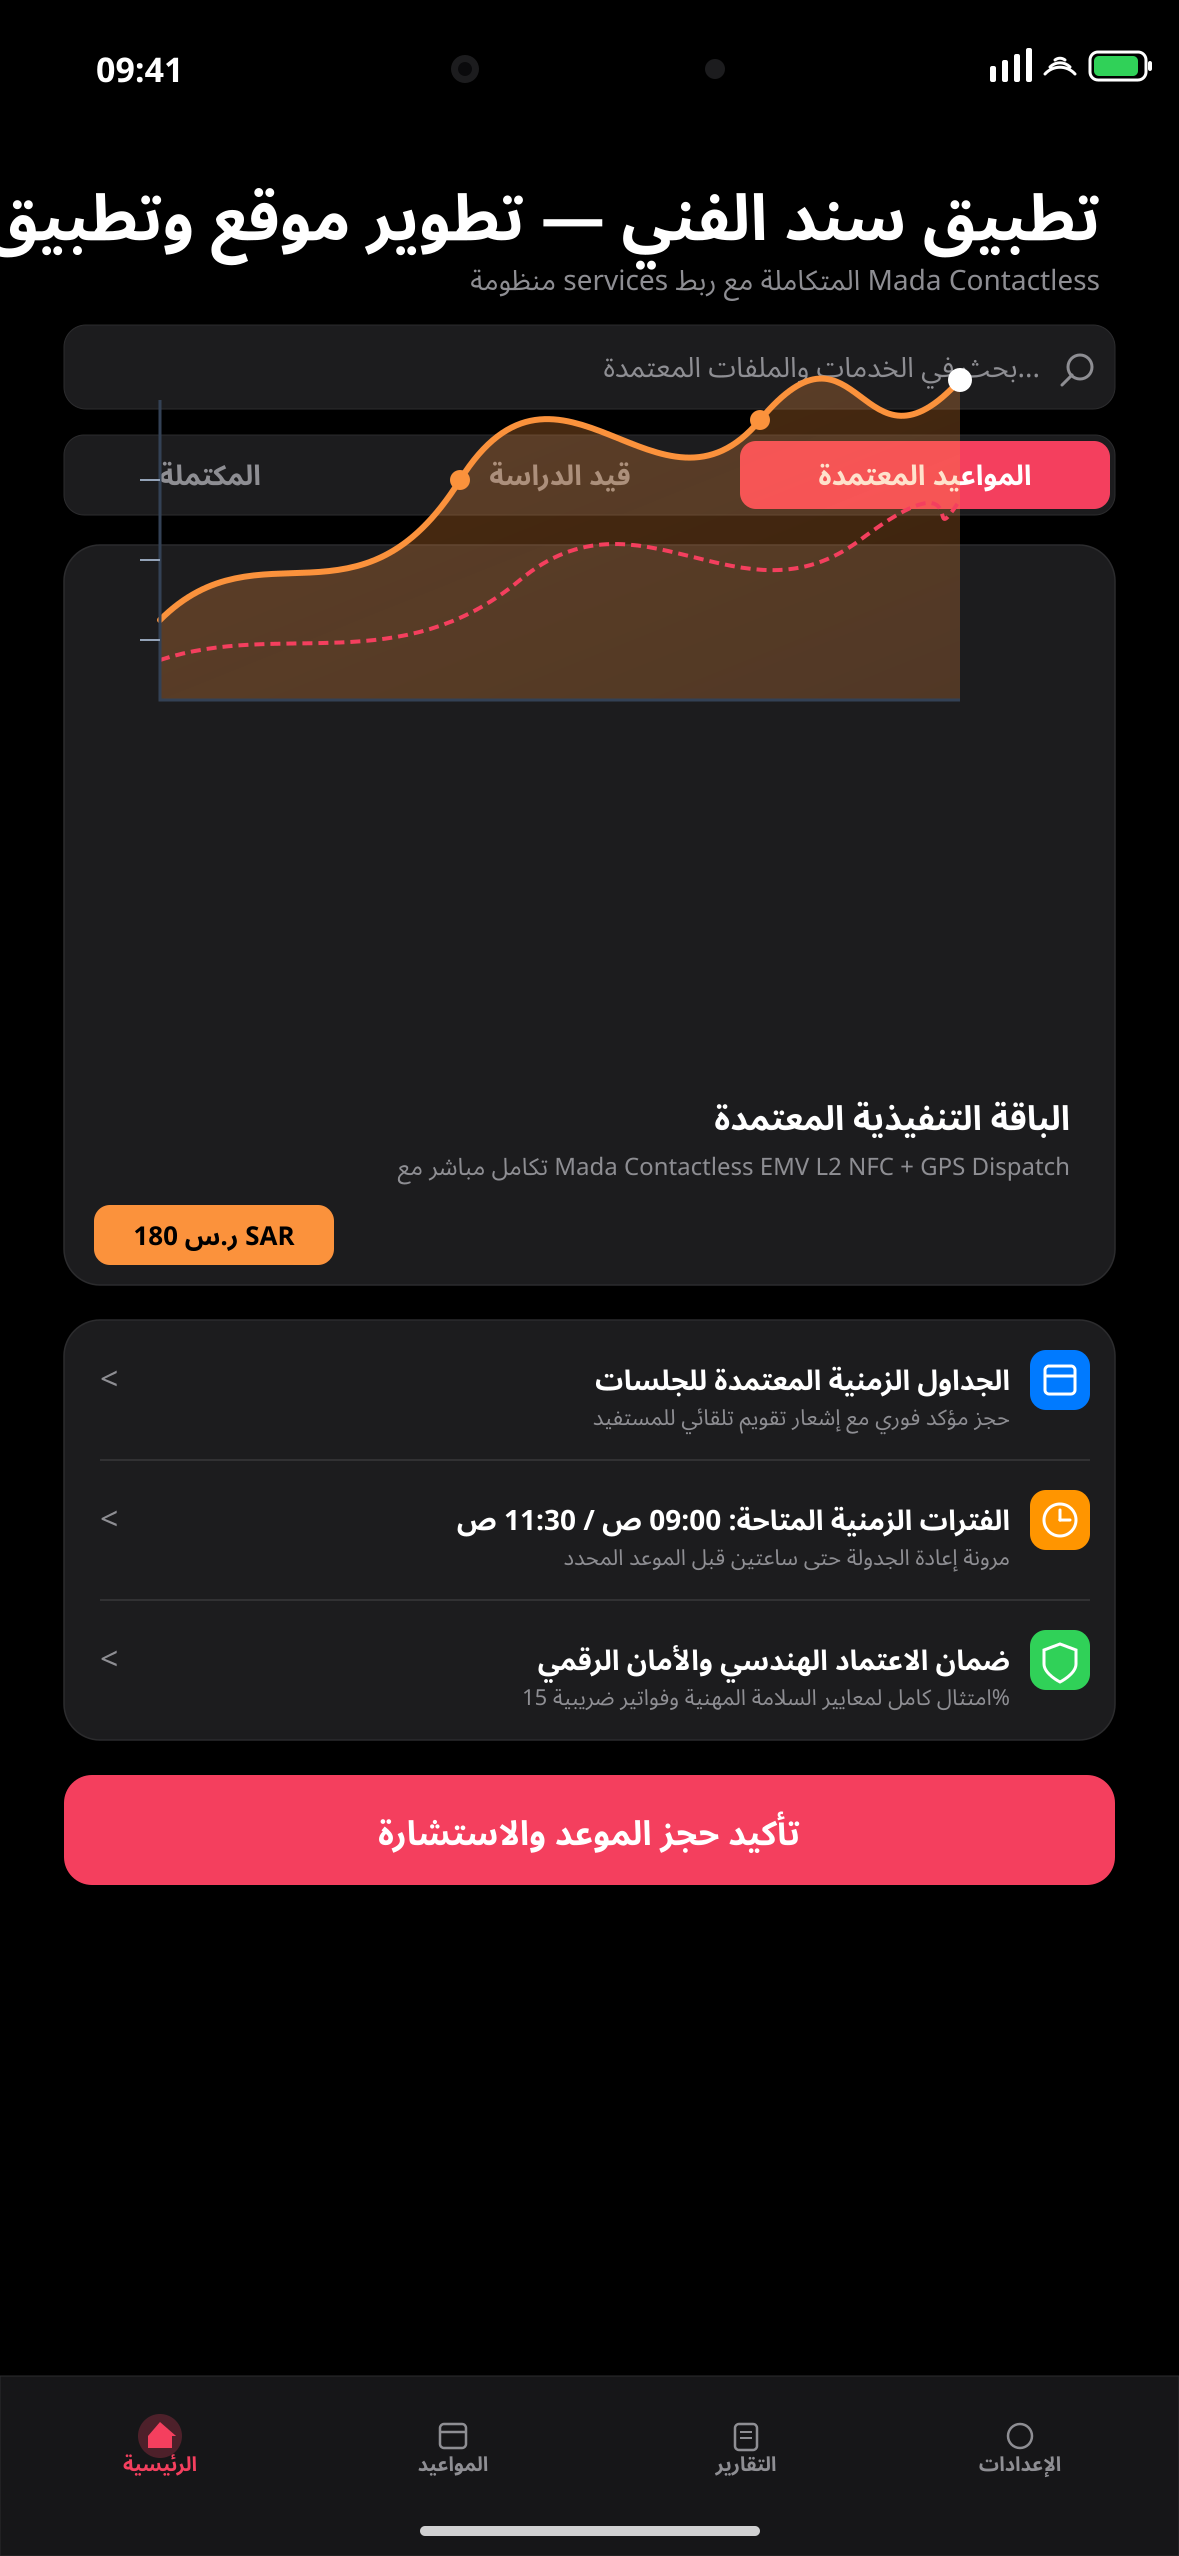 09:41
تطبيق سند الفني — تطوير موقع وتطبيق
Mada Contactless المتكاملة مع ربط services منظومة
بحث في الخدمات والملفات المعتمدة...
المواعيد المعتمدة
قيد الدراسة
المكتملة
الباقة التنفيذية المعتمدة
Mada Contactless EMV L2 NFC + GPS Dispatch تكامل مباشر مع
SAR ر.س 180
الجداول الزمنية المعتمدة للجلسات
حجز مؤكد فوري مع إشعار تقويم تلقائي للمستفيد
الفترات الزمنية المتاحة: 09:00 ص / 11:30 ص
مرونة إعادة الجدولة حتى ساعتين قبل الموعد المحدد
ضمان الاعتماد الهندسي والأمان الرقمي
%امتثال كامل لمعايير السلامة المهنية وفواتير ضريبية 15
تأكيد حجز الموعد والاستشارة
الإعدادات
التقارير
المواعيد
الرئيسية